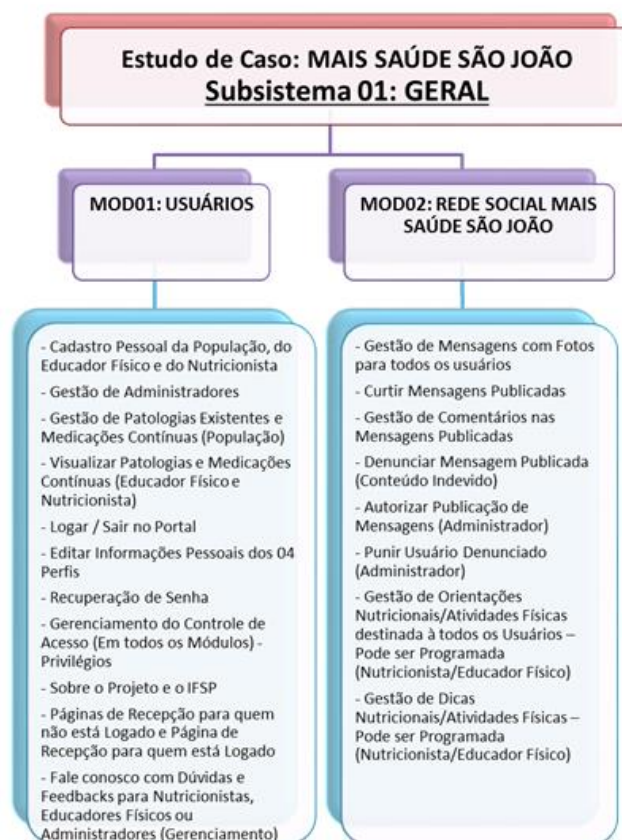 Estudo de Caso: MAIS SAÚDE SÃO JOÃO
Subsistema 01: GERAL
MOD01: USUÁRIOS
- Cadastro Pessoal da População, do
Educador Físico e do Nutricionista
- Gestão de Administradores
- Gestão de Patologias Existentes e
Medicações Contínuas (População)
- Visualizar Patologias e Medicações
Contínuas (Educador Físico e
Nutricionista)
- Logar / Sair no Portal
- Editar Informações Pessoais dos 04
Perfis
- Recuperação de Senha
- Gerenciamento do Controle de
Acesso (Em todos os Módulos) -
Privilégios
- Sobre o Projeto e o IFSP
- Páginas de Recepção para quem
não está Logado e Página de
Recepção para quem está Logado
- Fale conosco com Dúvidas e
Feedbacks para Nutricionistas,
Educadores Físicos ou
Administradores (Gerenciamento)
MOD02: REDE SOCIAL MAIS
SAÚDE SÃO JOÃO
- Gestão de Mensagens com Fotos
para todos os usuários
- Curtir Mensagens Publicadas
- Gestão de Comentários nas
Mensagens Publicadas
- Denunciar Mensagem Publicada
(Conteúdo Indevido)
- Autorizar Publicação de
Mensagens (Administrador)
- Punir Usuário Denunciado
(Administrador)
- Gestão de Orientações
Nutricionais/Atividades Físicas
destinada à todos os Usuários –
Pode ser Programada
(Nutricionista/Educador Físico)
- Gestão de Dicas
Nutricionais/Atividades Físicas –
Pode ser Programada
(Nutricionista/Educador Físico)